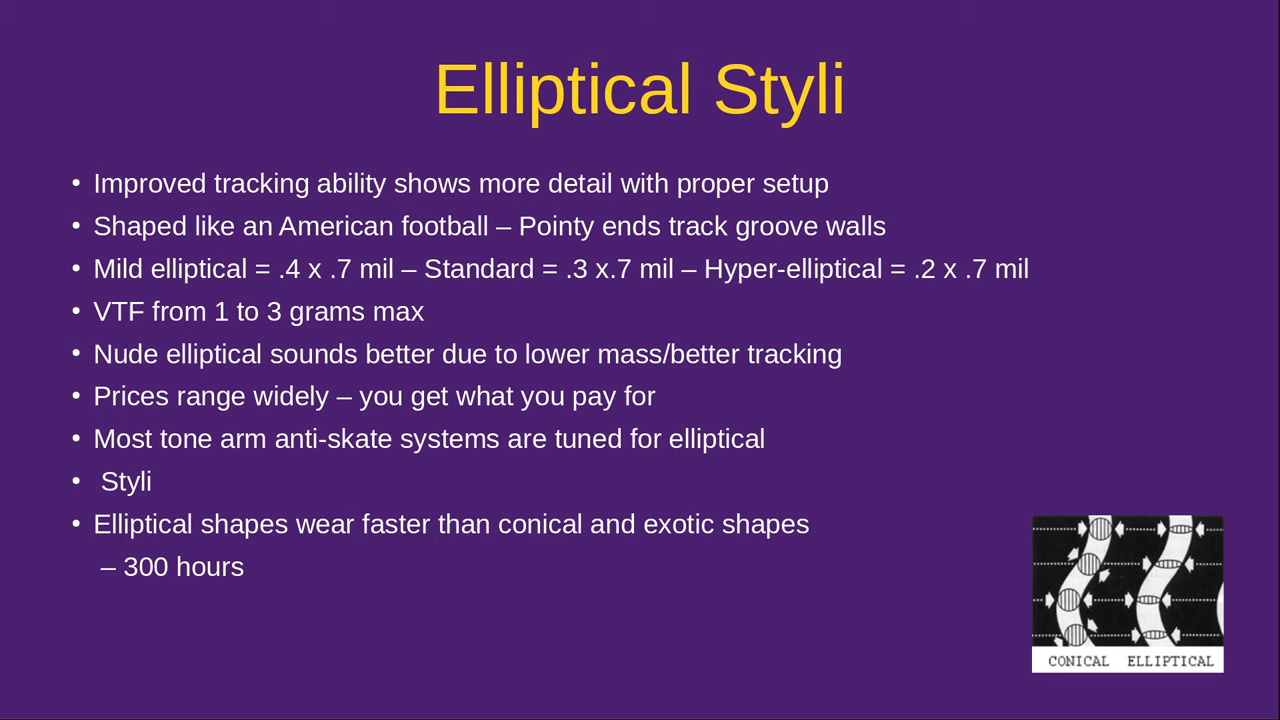 Elliptical Styli
• Improved tracking ability shows more detail with proper setup
• Shaped like an American football – Pointy ends track groove walls
• Mild elliptical = .4 x .7 mil – Standard = .3 x.7 mil – Hyper-elliptical = .2 x .7 mil
• VTF from 1 to 3 grams max
• Nude elliptical sounds better due to lower mass/better tracking
• Prices range widely – you get what you pay for
• Most tone arm anti-skate systems are tuned for elliptical
• Styli
• Elliptical shapes wear faster than conical and exotic shapes
– 300 hours
CONICAL ELLIPTICAL